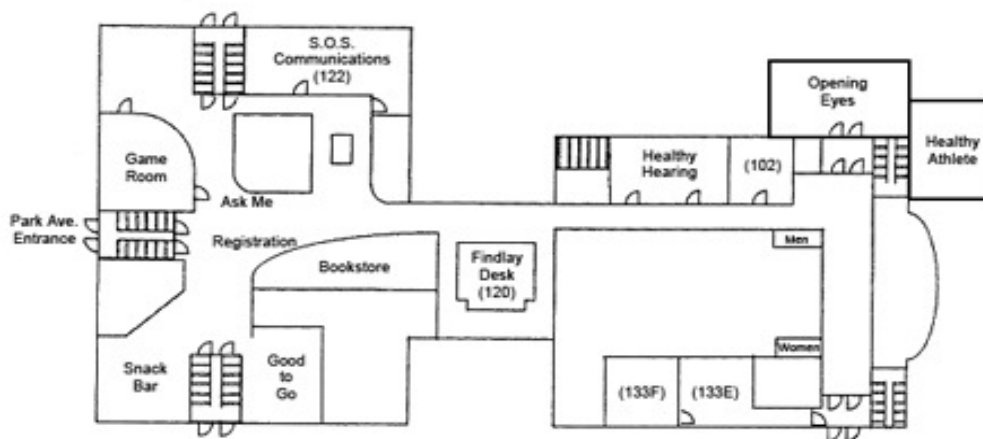 S.O.S.
Communications
(122)
Opening
Eyes
Healthy
Athlete
Game
Room
Healthy
Hearing
(102)
Ask Me
Park Ave.
Entrance
Registration
Men
Bookstore
Findlay
Desk
(120)
Women
Snack
Bar
Good
to
Go
(133F)
(133E)